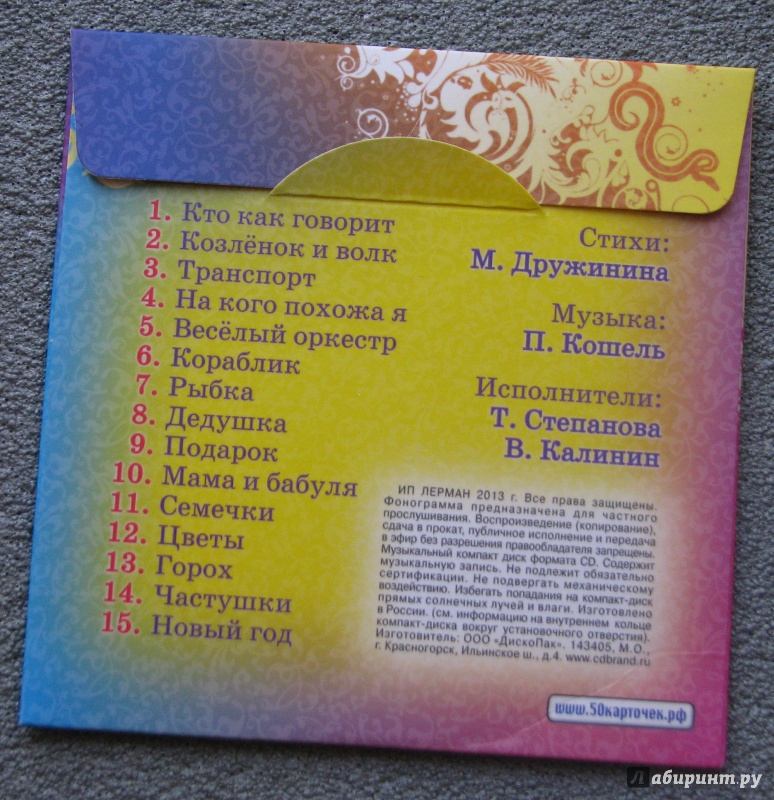 1. Кто как говорит
2. Козлёнок и волк
3. Транспорт
4. На кого похожа я
5. Весёлый оркестр
6. Кораблик
7. Рыбка
8. Дедушка
9. Подарок
10. Мама и бабуля
11. Семечки
12. Цветы
13. Горох
14. Частушки
15. Новый год
Стихи:
М. Дружинина
Музыка:
П. Кошель
Исполнители:
Т. Степанова
В. Калинин
ИП ЛЕРМАН 2013 г. Все права защищены.
Фонограмма предназначена для частного
прослушивания. Воспроизведение (копирование),
сдача в прокат, публичное исполнение и передача
в эфир без разрешения правообладателя запрещены.
Музыкальный компакт диск формата CD. Содержит
музыкальную запись. Не подлежит обязательно
сертификации. Не подвергать механическому
воздействию. Избегать попадания на компакт-диск
прямых солнечных лучей и влаги. Изготовлено
в России. (см. информацию на внутреннем кольце
компакт-диска вокруг установочного отверстия).
Изготовитель: ООО «ДискоПак». 143405, М.О.,
г. Красногорск, Ильинское ш., д.4. www.cdbrand.ru
www.50карточек.рф
Лабиринт.ру